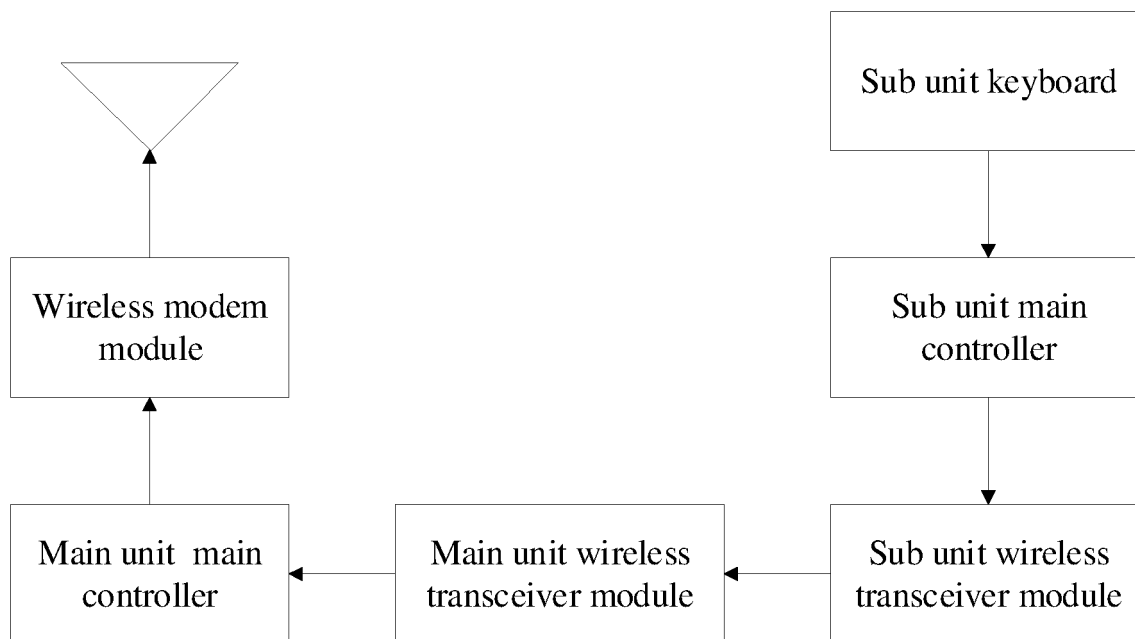 Sub unit keyboard
Wireless modem
module
Sub unit main
controller
Main unit  main
controller
Main unit wireless
transceiver module
Sub unit wireless
transceiver module